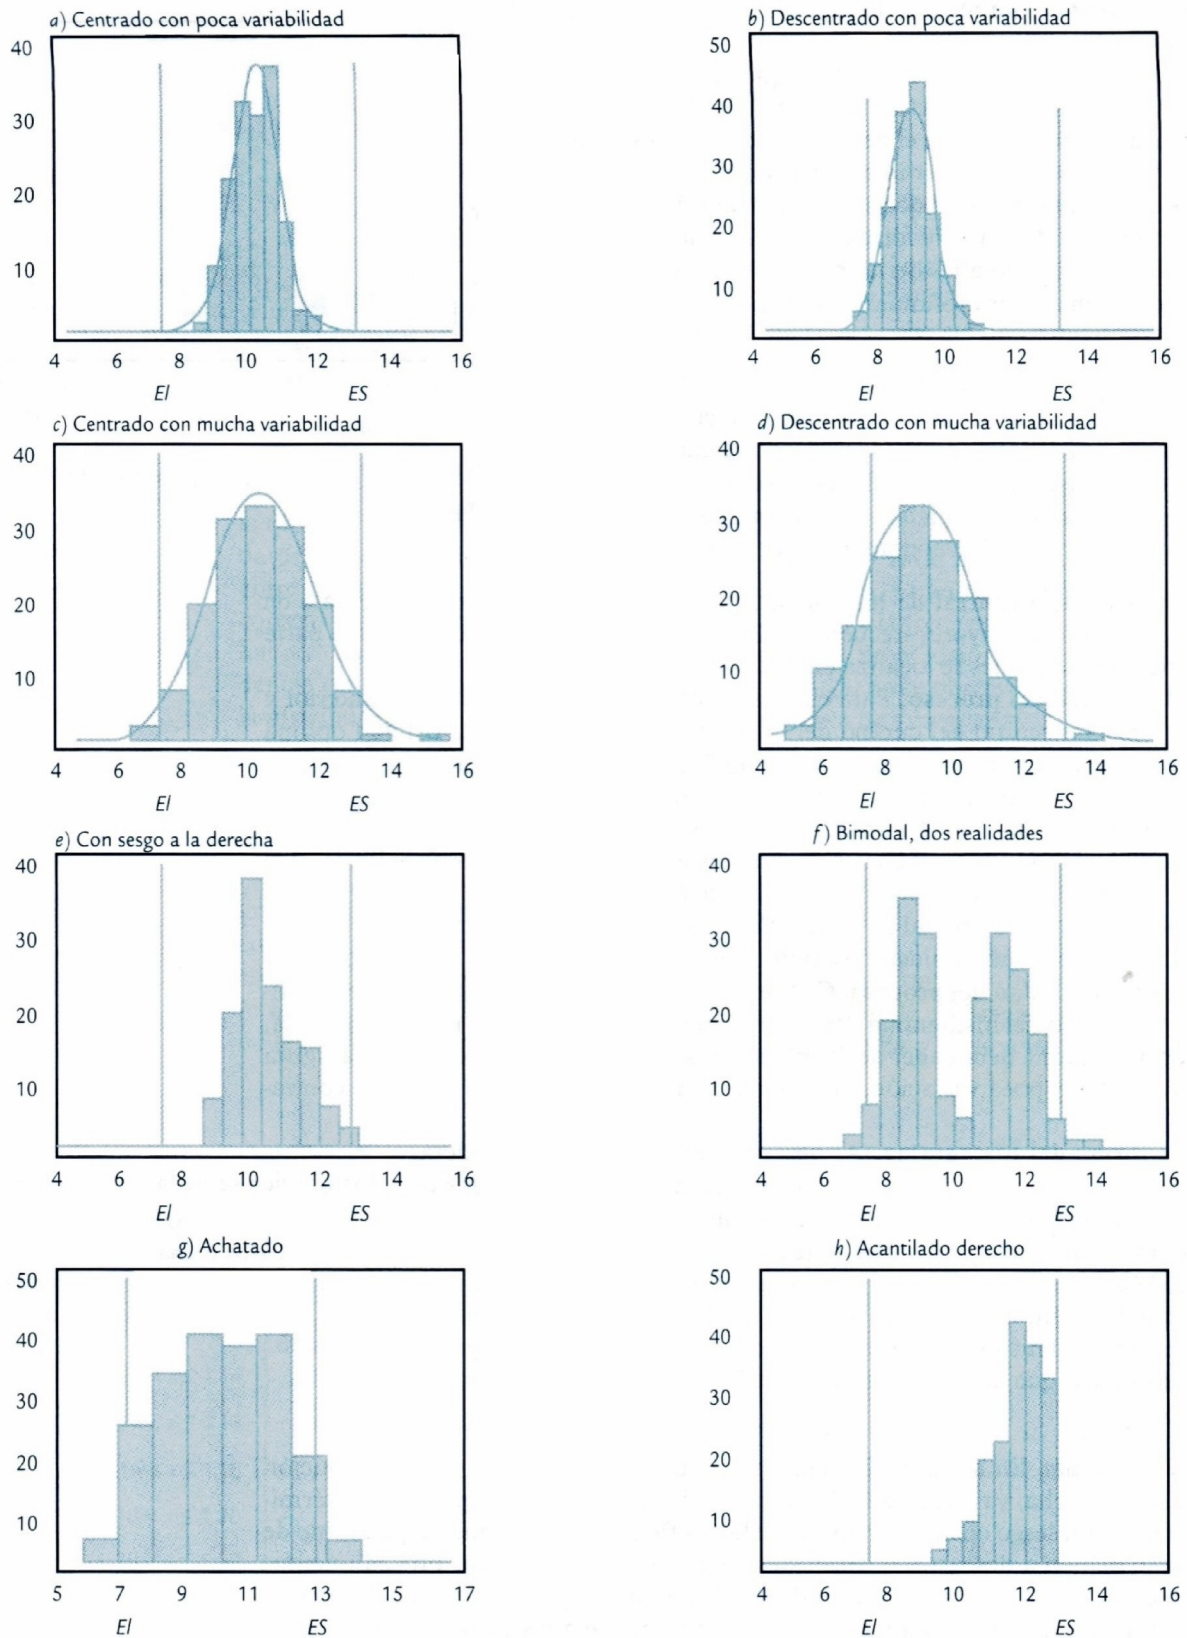 a) Centrado con poca variabilidad
40
30
20
10
4 6 8 10 12 14 16
EI ES
b) Descentrado con poca variabilidad
50
40
30
20
10
4 6 8 10 12 14 16
EI ES
c) Centrado con mucha variabilidad
40
30
20
10
4 6 8 10 12 14 16
EI ES
d) Descentrado con mucha variabilidad
40
30
20
10
4 6 8 10 12 14 16
EI ES
e) Con sesgo a la derecha
40
30
20
10
4 6 8 10 12 14 16
EI ES
f) Bimodal, dos realidades
40
30
20
10
4 6 8 10 12 14 16
EI ES
g) Achatado
50
40
30
20
10
5 7 9 11 13 15 17
EI ES
h) Acantilado derecho
50
40
30
20
10
4 6 8 10 12 14 16
EI ES